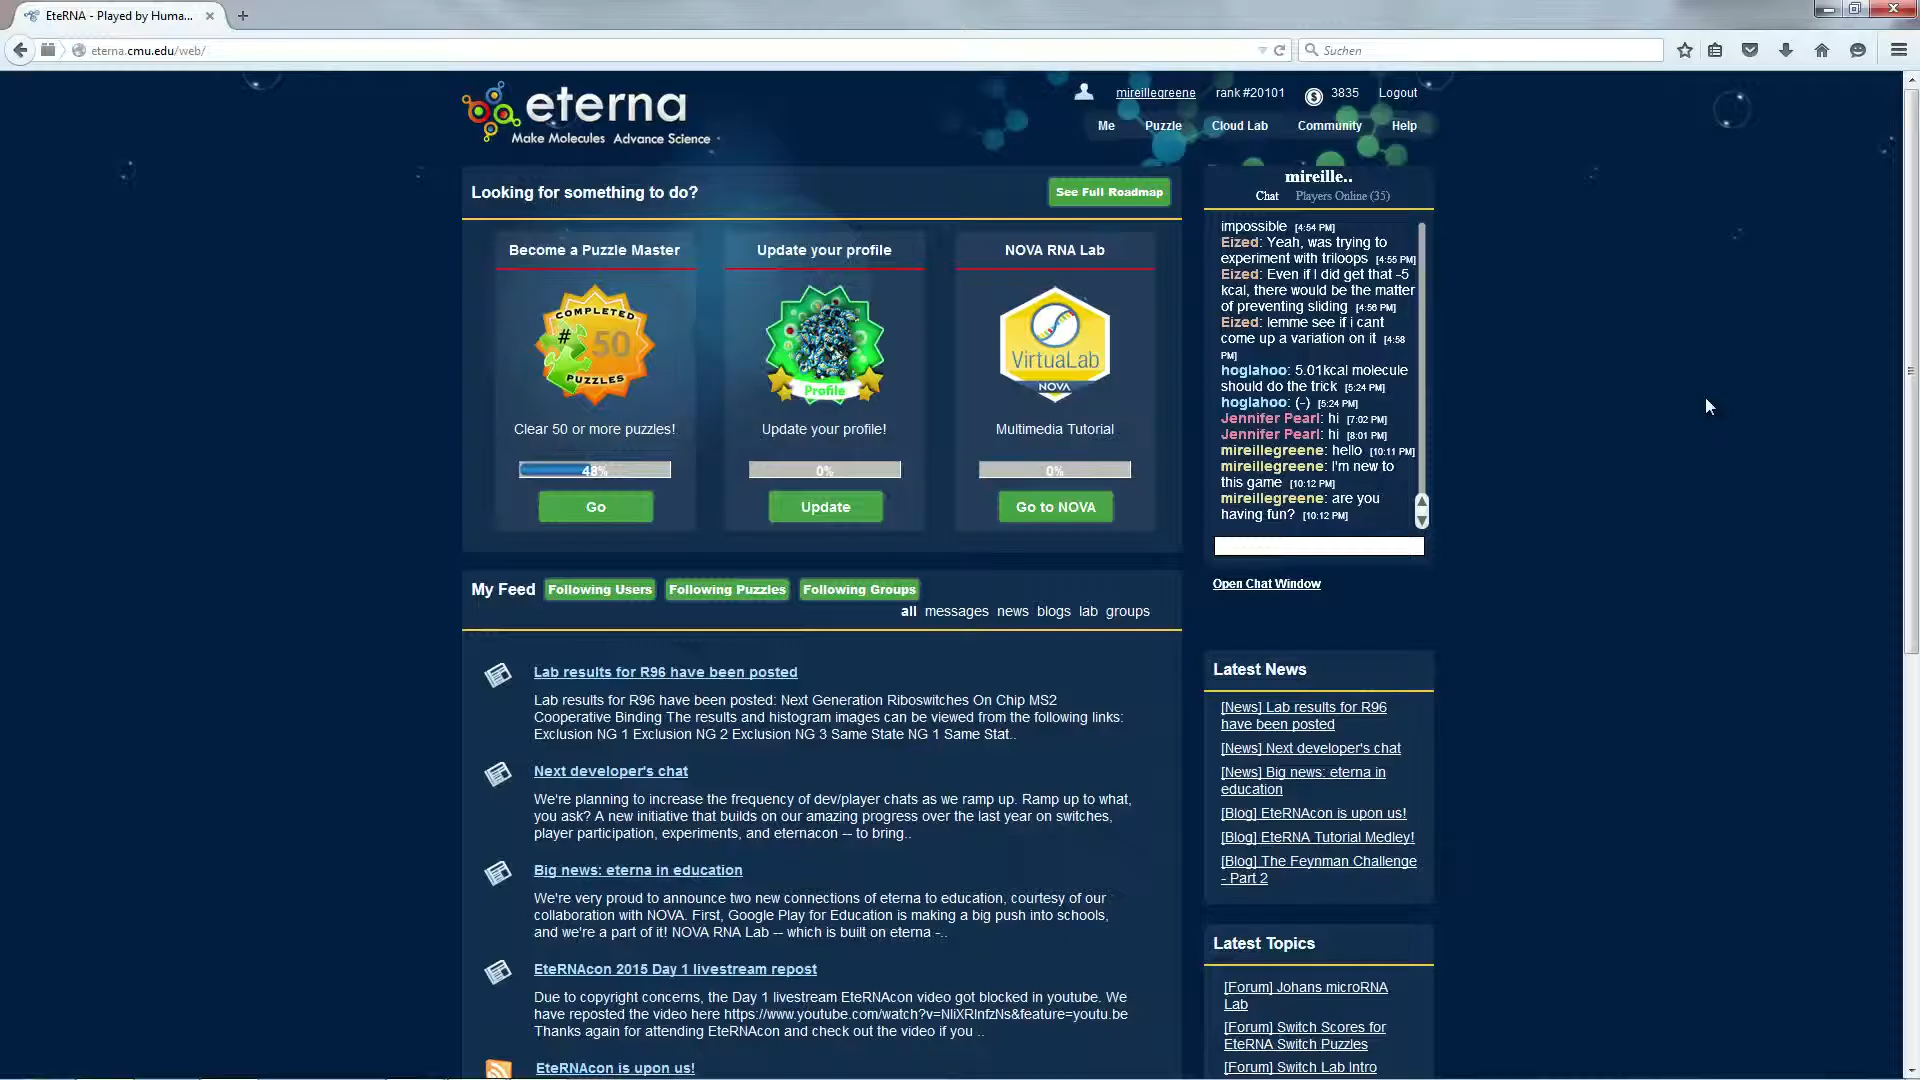 EteRNA - Played by Huma...
eterna.cmu.edu/web/
Suchen
eterna
Make Molecules Advance Science
mireillegreene rank #20101 3835 Logout
Me Puzzle Cloud Lab Community Help
Looking for something to do?
See Full Roadmap
Become a Puzzle Master
COMPLETED
# 50
PUZZLES
Clear 50 or more puzzles!
48%
Go
Update your profile
Profile
Update your profile!
0%
Update
NOVA RNA Lab
VirtuaLab
NOVA
Multimedia Tutorial
0%
Go to NOVA
mireille..
Chat Players Online (35)
impossible [4:54 PM]
Eized: Yeah, was trying to
experiment with triloops [4:55 PM]
Eized: Even if I did get that -5
kcal, there would be the matter
of preventing sliding [4:56 PM]
Eized: lemme see if i cant
come up a variation on it [4:58
PM]
hoglahoo: 5.01kcal molecule
should do the trick [5:24 PM]
hoglahoo: (-) [5:24 PM]
Jennifer Pearl: hi [7:02 PM]
Jennifer Pearl: hi [8:01 PM]
mireillegreene: hello [10:11 PM]
mireillegreene: I'm new to
this game [10:12 PM]
mireillegreene: are you
having fun? [10:12 PM]
Open Chat Window
My Feed Following Users Following Puzzles Following Groups
all messages news blogs lab groups
Lab results for R96 have been posted
Lab results for R96 have been posted: Next Generation Riboswitches On Chip MS2
Cooperative Binding The results and histogram images can be viewed from the following links:
Exclusion NG 1 Exclusion NG 2 Exclusion NG 3 Same State NG 1 Same Stat..
Next developer's chat
We're planning to increase the frequency of dev/player chats as we ramp up. Ramp up to what,
you ask? A new initiative that builds on our amazing progress over the last year on switches,
player participation, experiments, and eternacon -- to bring..
Big news: eterna in education
We're very proud to announce two new connections of eterna to education, courtesy of our
collaboration with NOVA. First, Google Play for Education is making a big push into schools,
and we're a part of it! NOVA RNA Lab -- which is built on eterna -..
EteRNAcon 2015 Day 1 livestream repost
Due to copyright concerns, the Day 1 livestream EteRNAcon video got blocked in youtube. We
have reposted the video here https://www.youtube.com/watch?v=NliXRlnfzNs&feature=youtu.be
Thanks again for attending EteRNAcon and check out the video if you ..
EteRNAcon is upon us!
Latest News
[News] Lab results for R96
have been posted
[News] Next developer's chat
[News] Big news: eterna in
education
[Blog] EteRNAcon is upon us!
[Blog] EteRNA Tutorial Medley!
[Blog] The Feynman Challenge
- Part 2
Latest Topics
[Forum] Johans microRNA
Lab
[Forum] Switch Scores for
EteRNA Switch Puzzles
[Forum] Switch Lab Intro